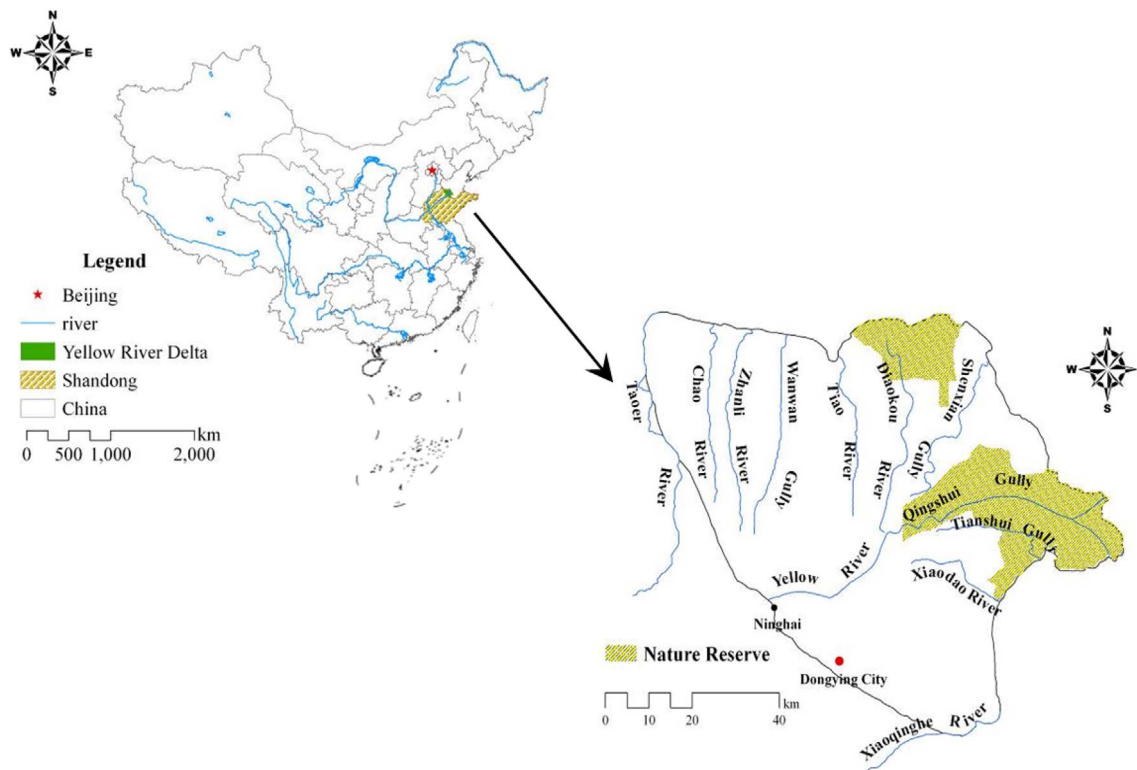 N
W E
S
Legend
Beijing
river
Yellow River Delta
Shandong
China
km
0 500 1,000 2,000
N
W E
S
Taoer
River
Chao
River
Zhanli
River
Wanwan
Gully
Tiao
River
Diaokou
River
Shenxian
Gully
Qingshui Gully
Tianshui Gully
Yellow River
Xiaodao River
Ninghai
Nature Reserve
Dongying City
km
0 10 20 40
Xiaoqinghe River